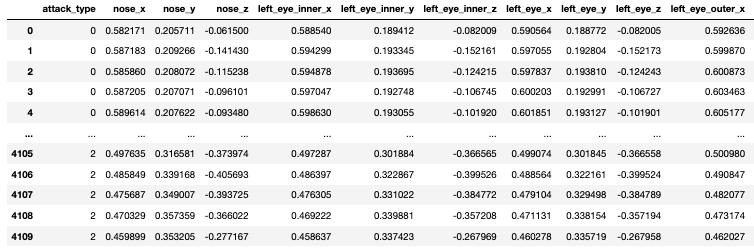 attack_type nose_x nose_y nose_z left_eye_inner_x left_eye_inner_y left_eye_inner_z left_eye_x left_eye_y left_eye_z left_eye_outer_x
0 0 0.582171 0.205711 -0.061500 0.588540 0.189412 -0.082009 0.590564 0.188772 -0.082005 0.592636
1 0 0.587183 0.209266 -0.141430 0.594299 0.193345 -0.152161 0.597055 0.192804 -0.152173 0.599870
2 0 0.585860 0.208072 -0.115238 0.594878 0.193695 -0.124215 0.597837 0.193810 -0.124243 0.600873
3 0 0.587205 0.207071 -0.096101 0.597047 0.192748 -0.106745 0.600203 0.192991 -0.106727 0.603463
4 0 0.589614 0.207622 -0.093480 0.598630 0.193055 -0.101920 0.601851 0.193127 -0.101901 0.605177
... ... ... ... ... ... ... ... ... ... ... ...
4105 2 0.497635 0.316581 -0.373974 0.497287 0.301884 -0.366565 0.499074 0.301845 -0.366558 0.500980
4106 2 0.485849 0.339168 -0.405693 0.486397 0.322867 -0.399526 0.488564 0.322161 -0.399524 0.490847
4107 2 0.475687 0.349007 -0.393725 0.476305 0.331022 -0.384772 0.479104 0.329498 -0.384789 0.482077
4108 2 0.470329 0.357359 -0.366022 0.469222 0.339881 -0.357208 0.471131 0.338154 -0.357194 0.473174
4109 2 0.459899 0.353205 -0.277167 0.458637 0.337423 -0.267969 0.460278 0.335719 -0.267958 0.462027